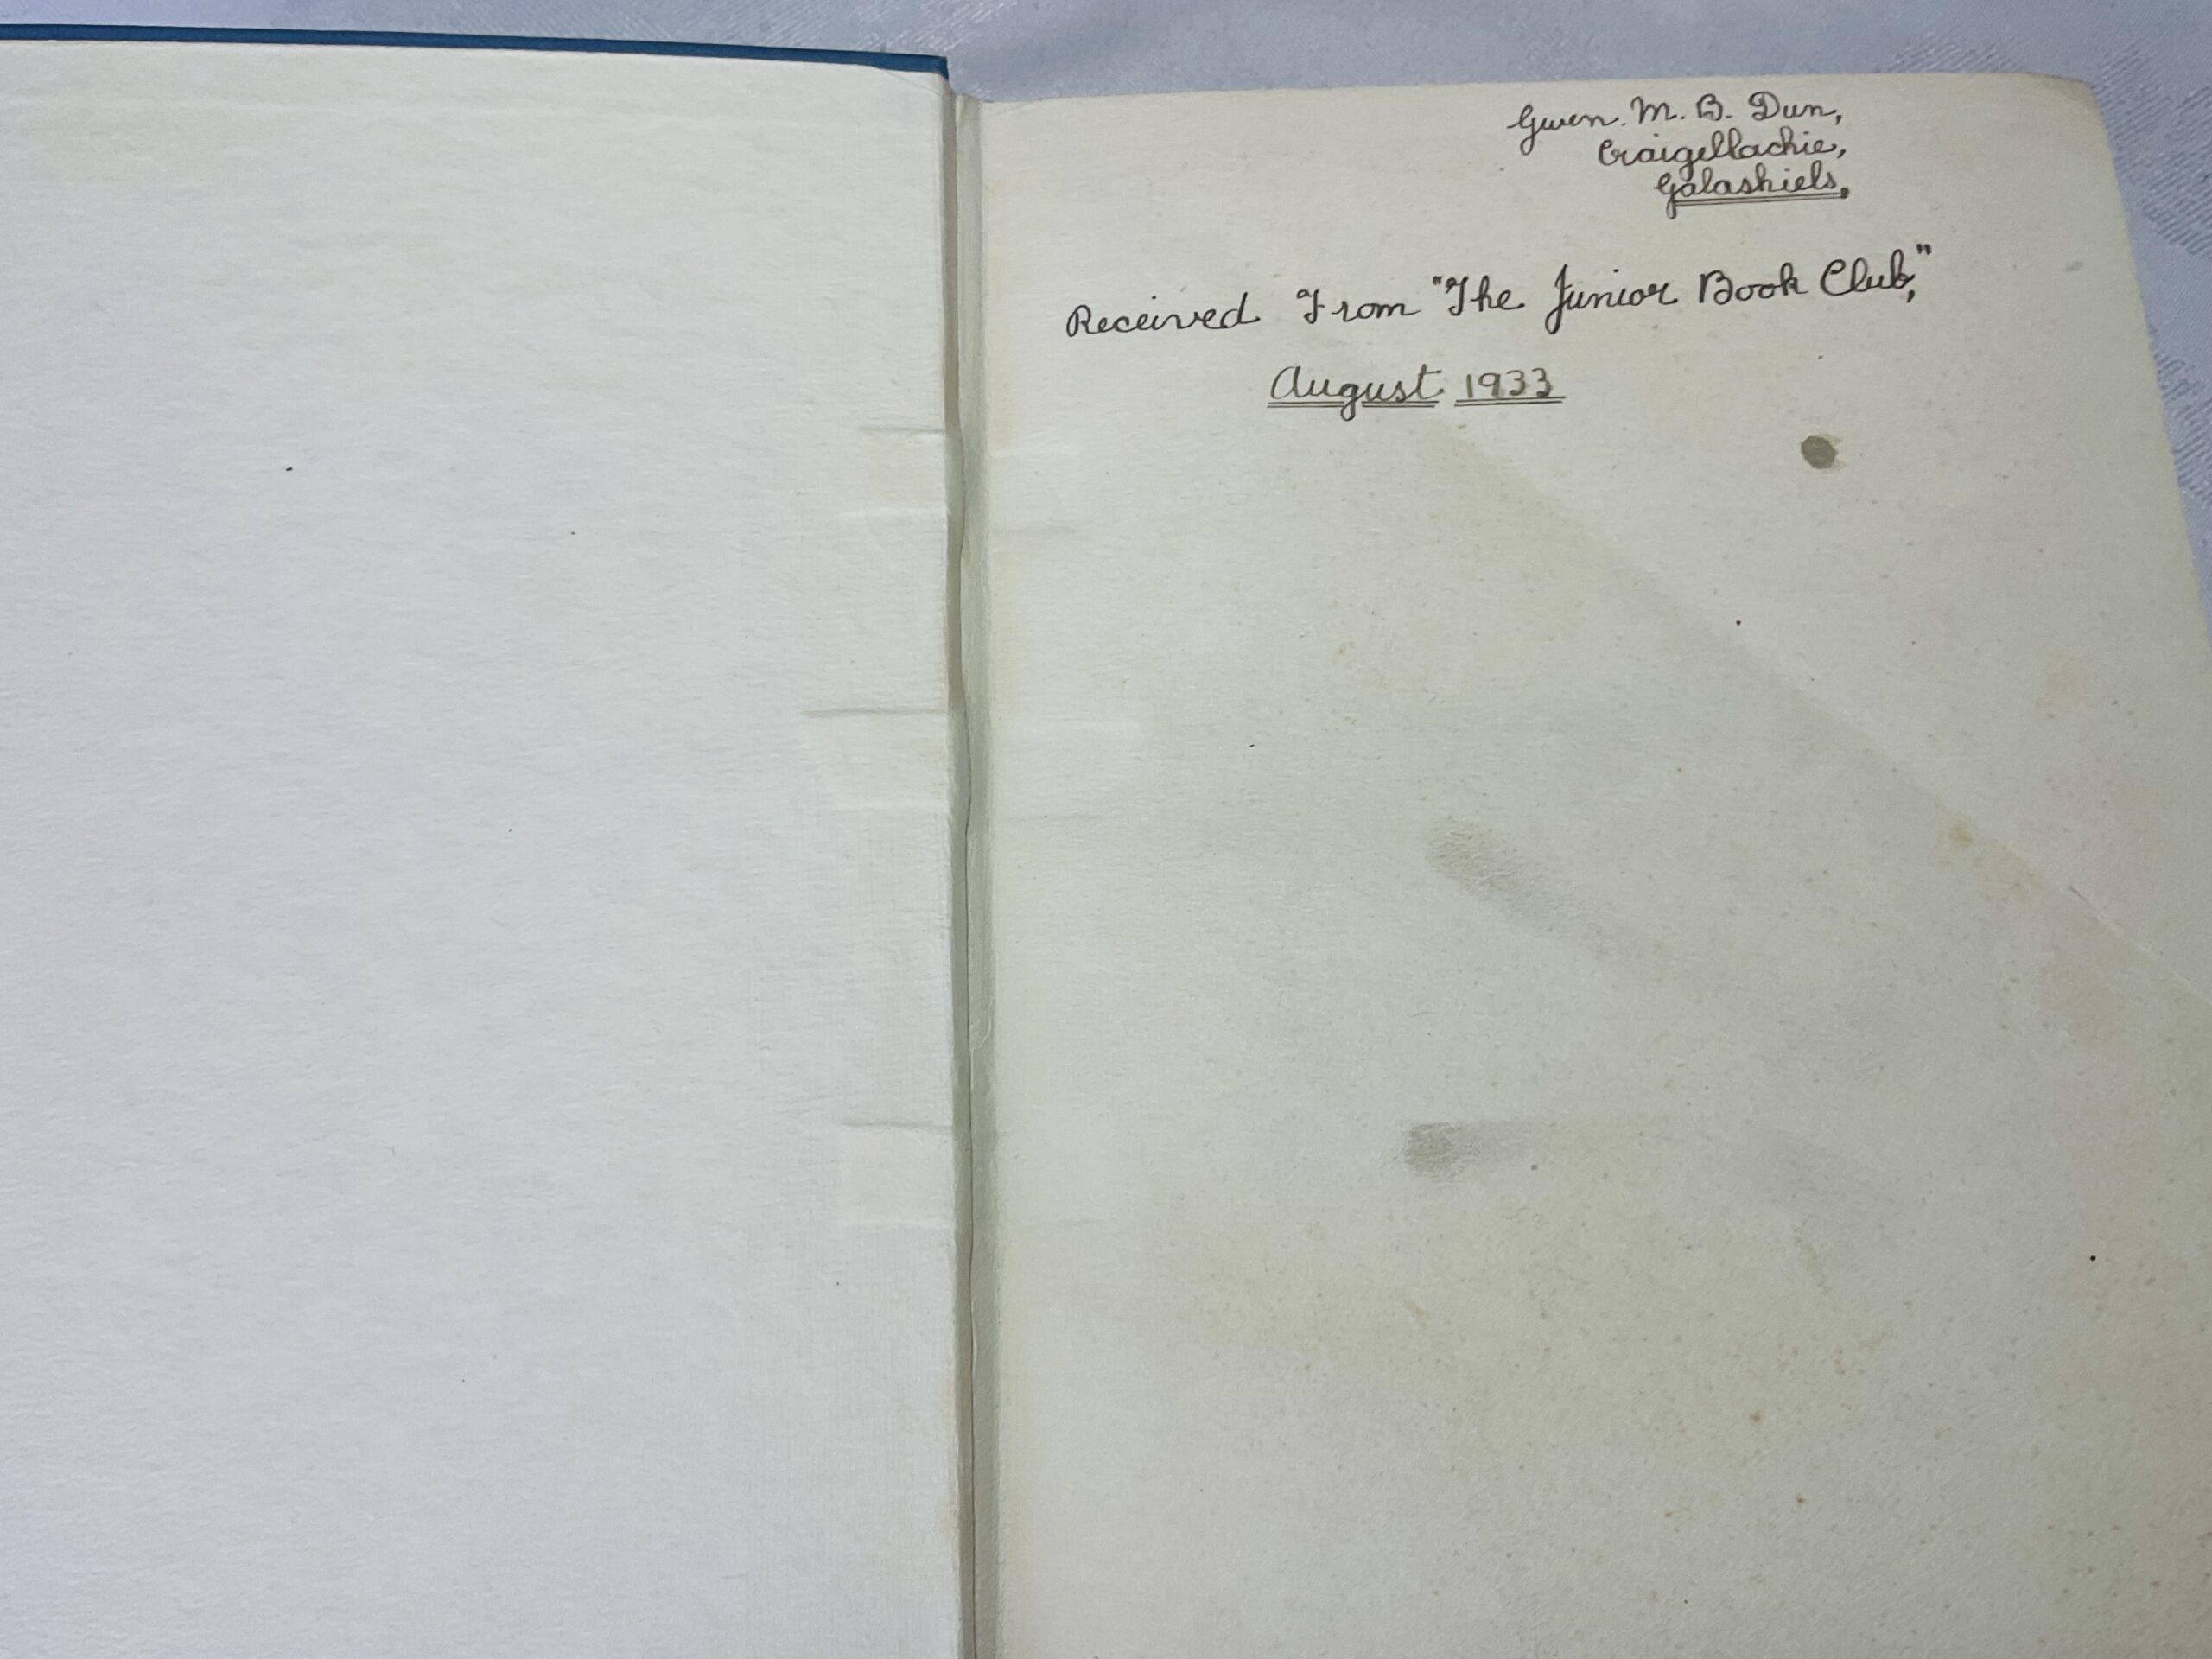 Gwen. M. B. Dun,
Craigellachie,
Galashiels,
Received From "The Junior Book Club,"
August 1933